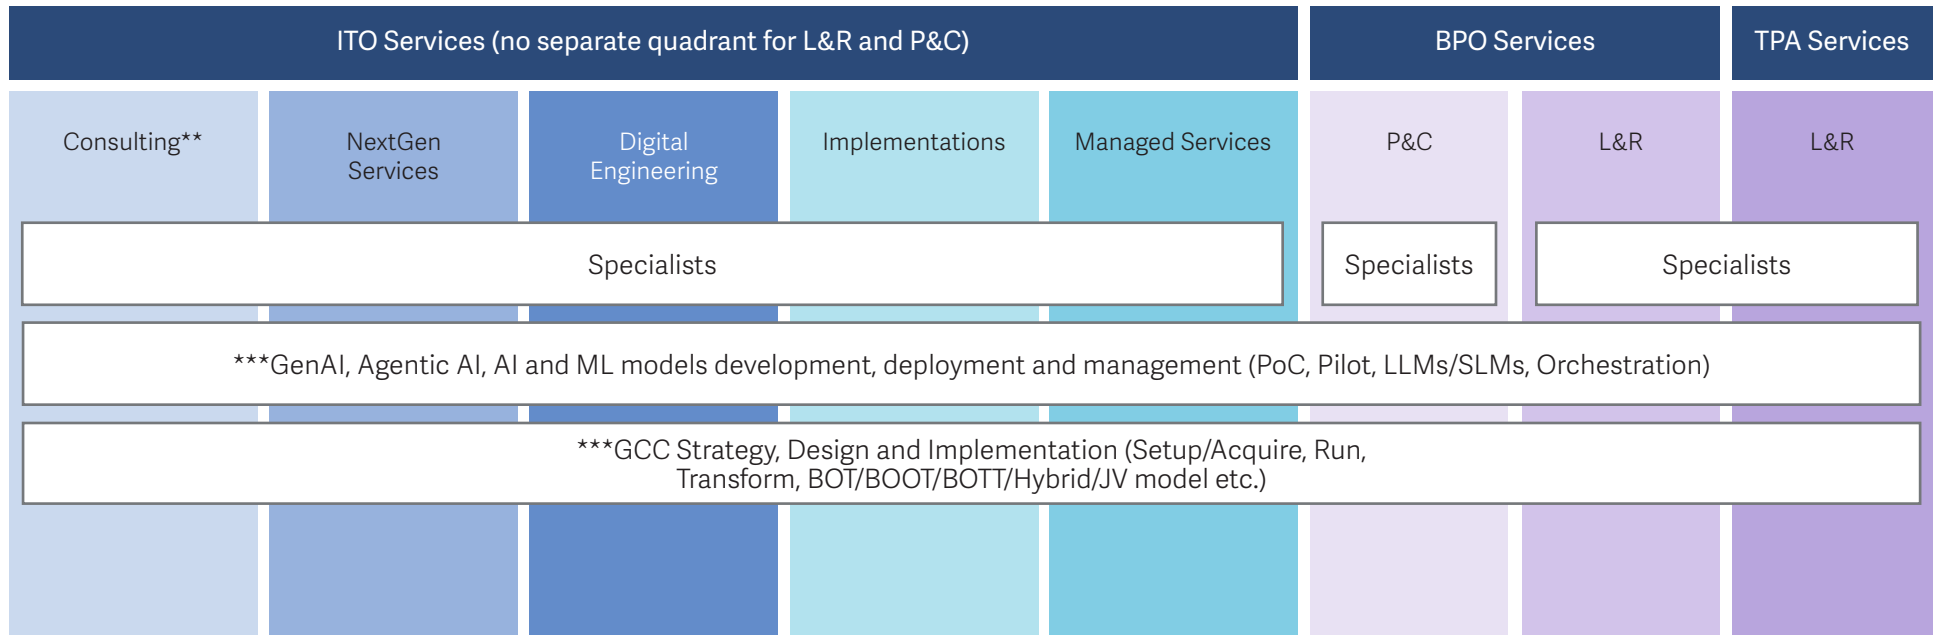 ITO Services (no separate quadrant for L&R and P&C)
BPO Services
TPA Services
Consulting**
NextGen
Services
Digital
Engineering
Implementations
Managed Services
P&C
L&R
L&R
Specialists
Specialists
Specialists
***GenAI, Agentic AI, AI and ML models development, deployment and management (PoC, Pilot, LLMs/SLMs, Orchestration)
***GCC Strategy, Design and Implementation (Setup/Acquire, Run,
Transform, BOT/BOOT/BOTT/Hybrid/JV model etc.)